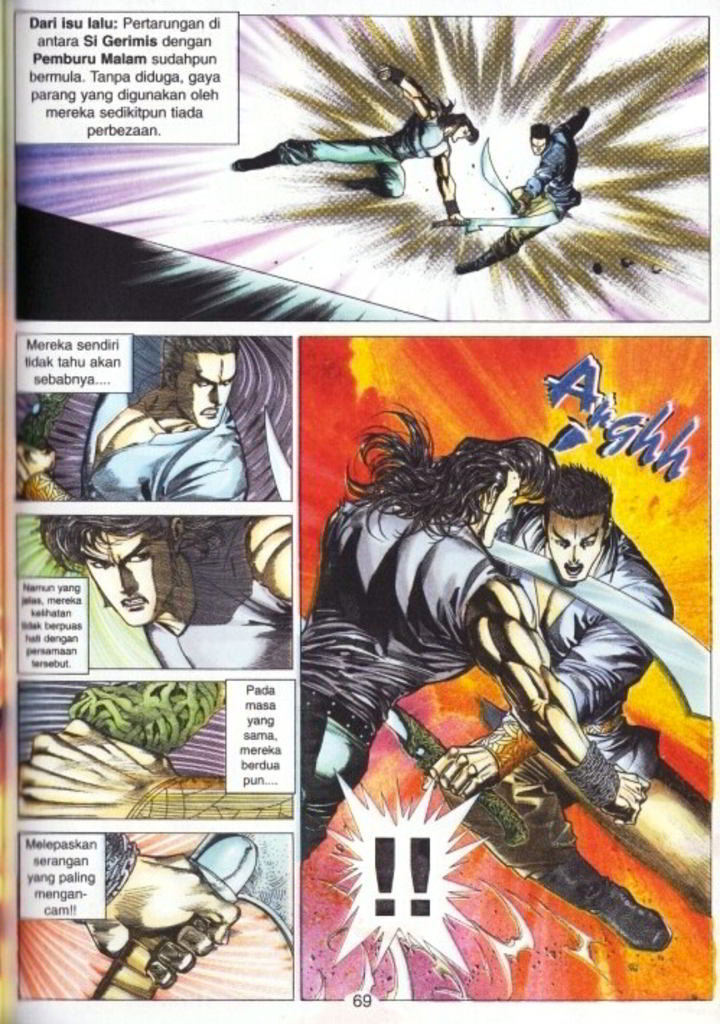 Dari isu lalu: Pertarungan di
antara Si Gerimis dengan
Pemburu Malam sudahpun
bermula. Tanpa diduga, gaya
parang yang digunakan oleh
mereka sedikitpun tiada
perbezaan.
Mereka sendiri
tidak tahu akan
sebabnya....
Namun yang
jelas, mereka
kelihatan
tidak berpuas
hati dengan
persamaan
tersebut.
Pada
masa
yang
sama,
mereka
berdua
pun....
Melepaskan
serangan
yang paling
mengan-
cam!!
Arghh
!!
69